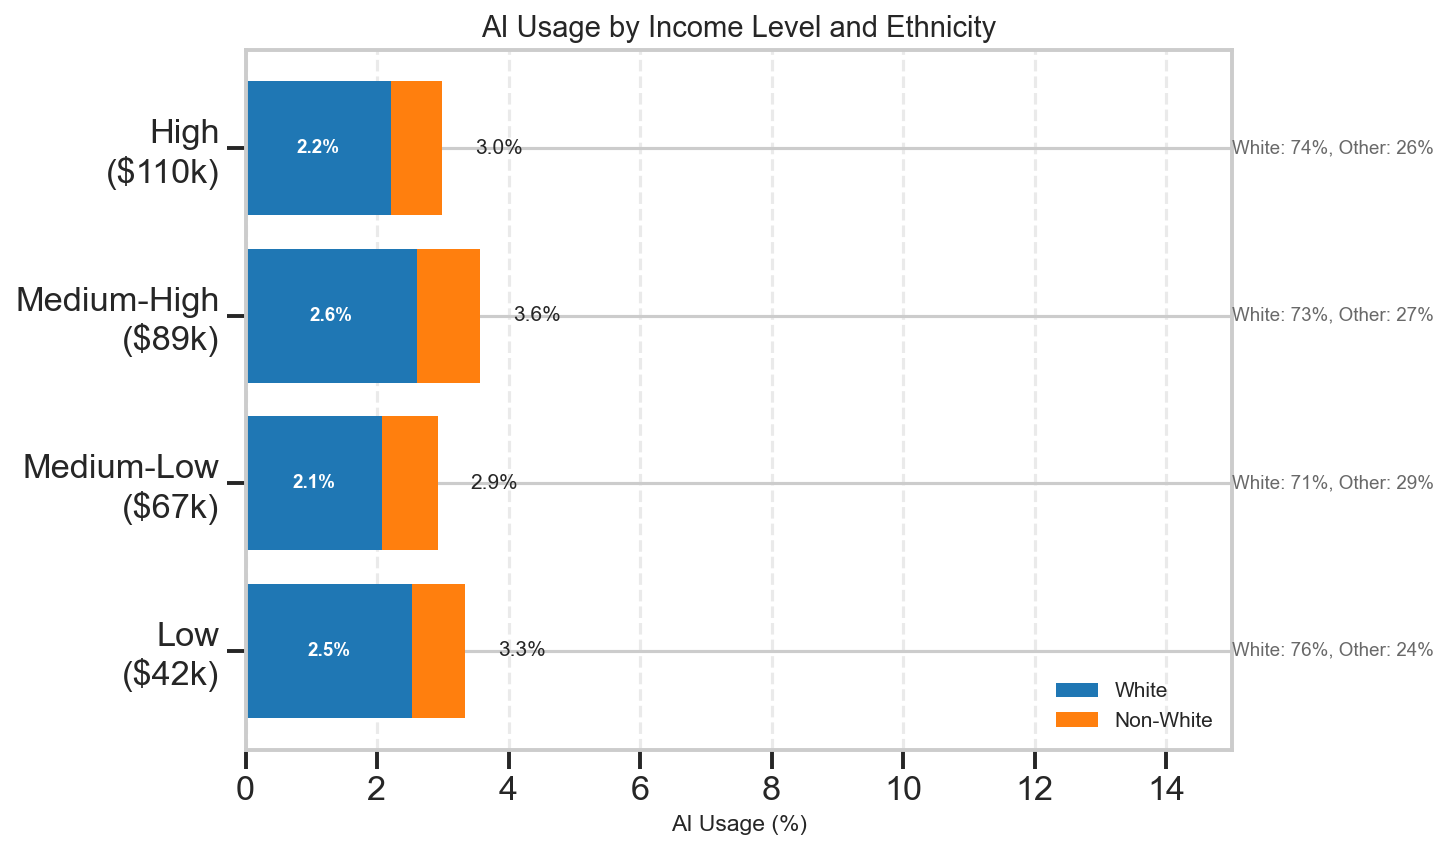 AI Usage by Income Level and Ethnicity
High
($110k)
2.2%
3.0%
White: 74%, Other: 26%
Medium-High
($89k)
2.6%
3.6%
White: 73%, Other: 27%
Medium-Low
($67k)
2.1%
2.9%
White: 71%, Other: 29%
Low
($42k)
2.5%
3.3%
White: 76%, Other: 24%
White
Non-White
0 2 4 6 8 10 12 14
AI Usage (%)